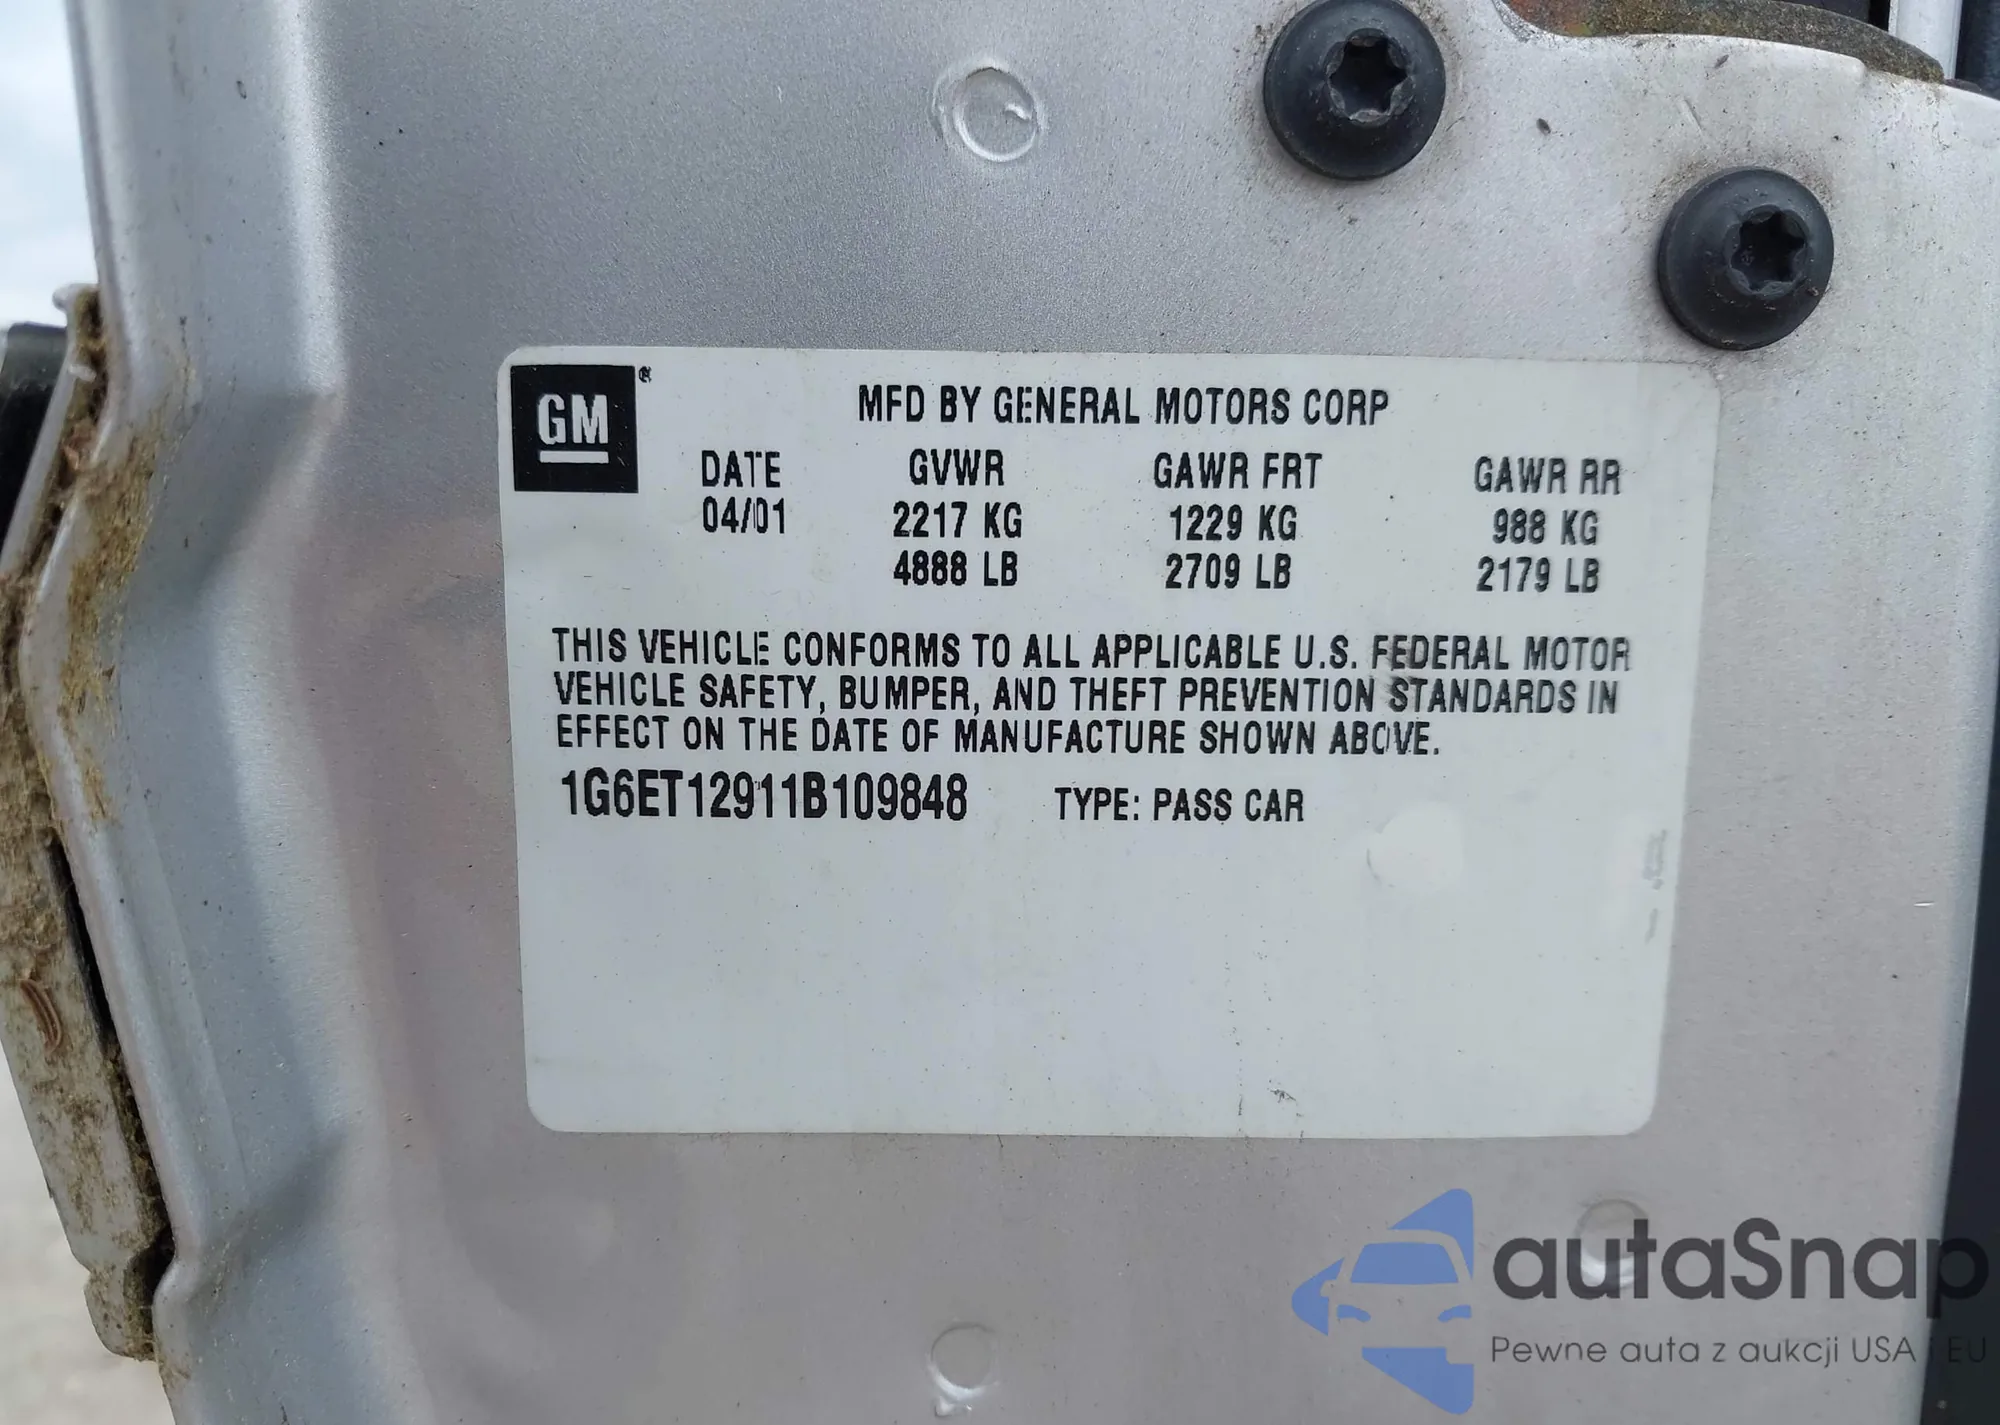 GM ®
MFD BY GENERAL MOTORS CORP
DATE GVWR GAWR FRT GAWR RR
04/01 2217 KG 1229 KG 988 KG
4888 LB 2709 LB 2179 LB
THIS VEHICLE CONFORMS TO ALL APPLICABLE U.S. FEDERAL MOTOR
VEHICLE SAFETY, BUMPER, AND THEFT PREVENTION STANDARDS IN
EFFECT ON THE DATE OF MANUFACTURE SHOWN ABOVE.
1G6ET12911B109848 TYPE: PASS CAR
autaSnap
Pewne auta z aukcji USA i EU